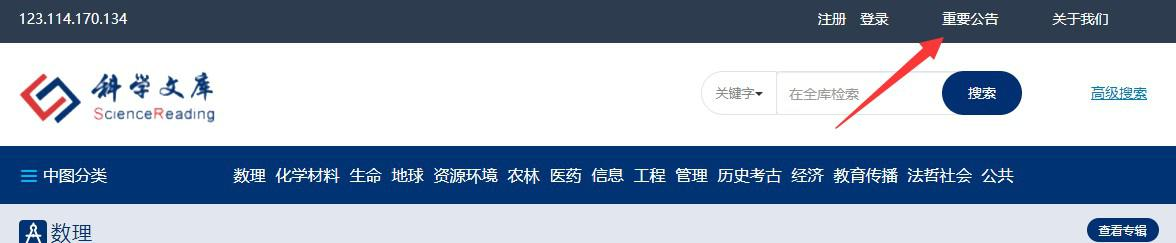 123.114.170.134 注册 登录 重要公告 关于我们
科学文库
ScienceReading
关键字 在全库检索 搜索 高级搜索
中图分类 数理 化学材料 生命 地球 资源环境 农林 医药 信息 工程 管理 历史考古 经济 教育传播 法哲社会 公共
数理 查看专辑